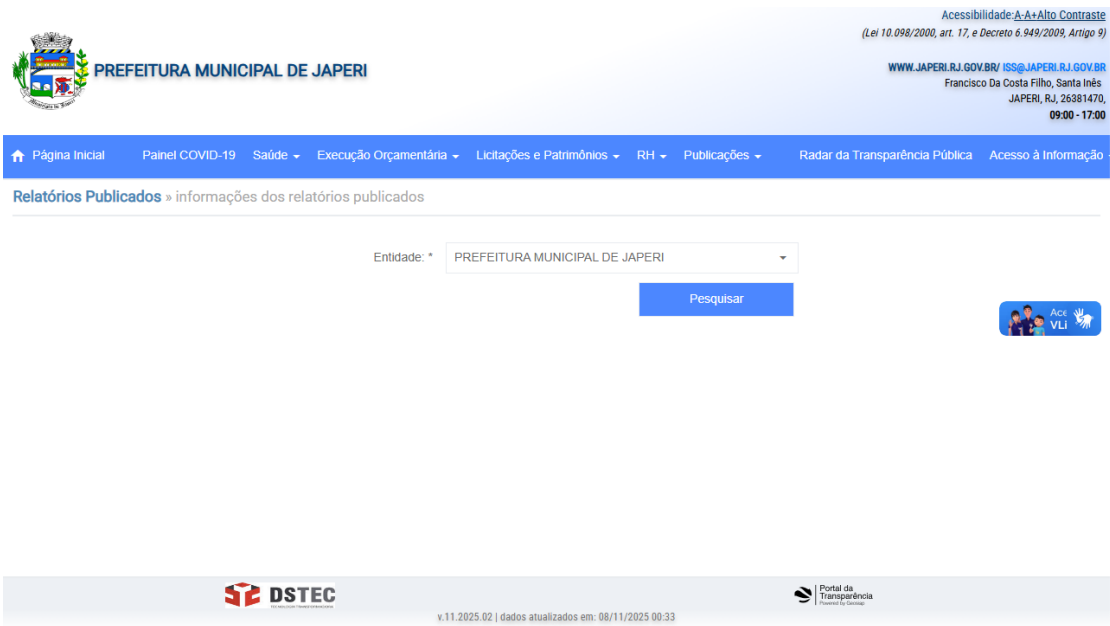 Acessibilidade:A-A+Alto Contraste
(Lei 10.098/2000, art. 17, e Decreto 6.949/2009, Artigo 9)
PREFEITURA MUNICIPAL DE JAPERI
WWW.JAPERI.RJ.GOV.BR/ ISS@JAPERI.RJ.GOV.BR
Francisco Da Costa Filho, Santa Inês
JAPERI, RJ, 26381470,
09:00 - 17:00
Página Inicial Painel COVID-19 Saúde Execução Orçamentária Licitações e Patrimônios RH Publicações Radar da Transparência Pública Acesso à Informação
Relatórios Publicados » informações dos relatórios publicados
Entidade: * PREFEITURA MUNICIPAL DE JAPERI
Pesquisar
Ace
VLi
DSTEC
Portal da
Transparência
v.11.2025.02 | dados atualizados em: 08/11/2025 00:33